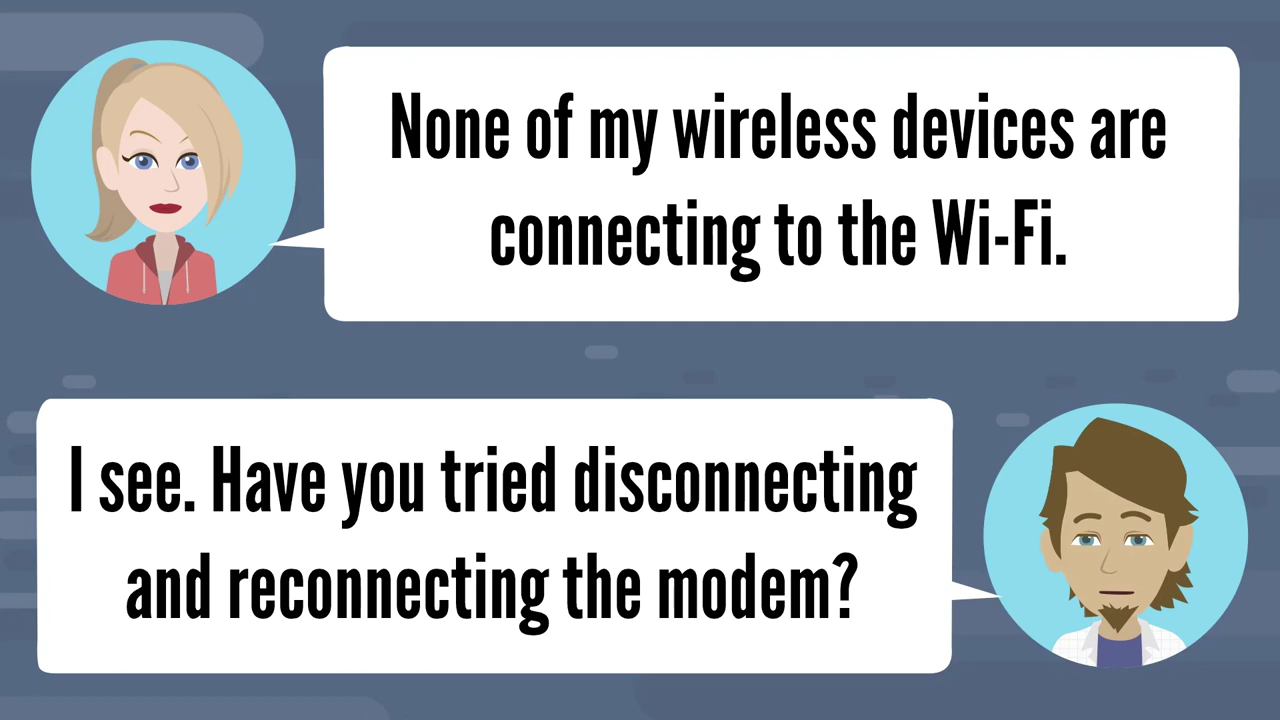 None of my wireless devices are
connecting to the Wi-Fi.
I see. Have you tried disconnecting
and reconnecting the modem?